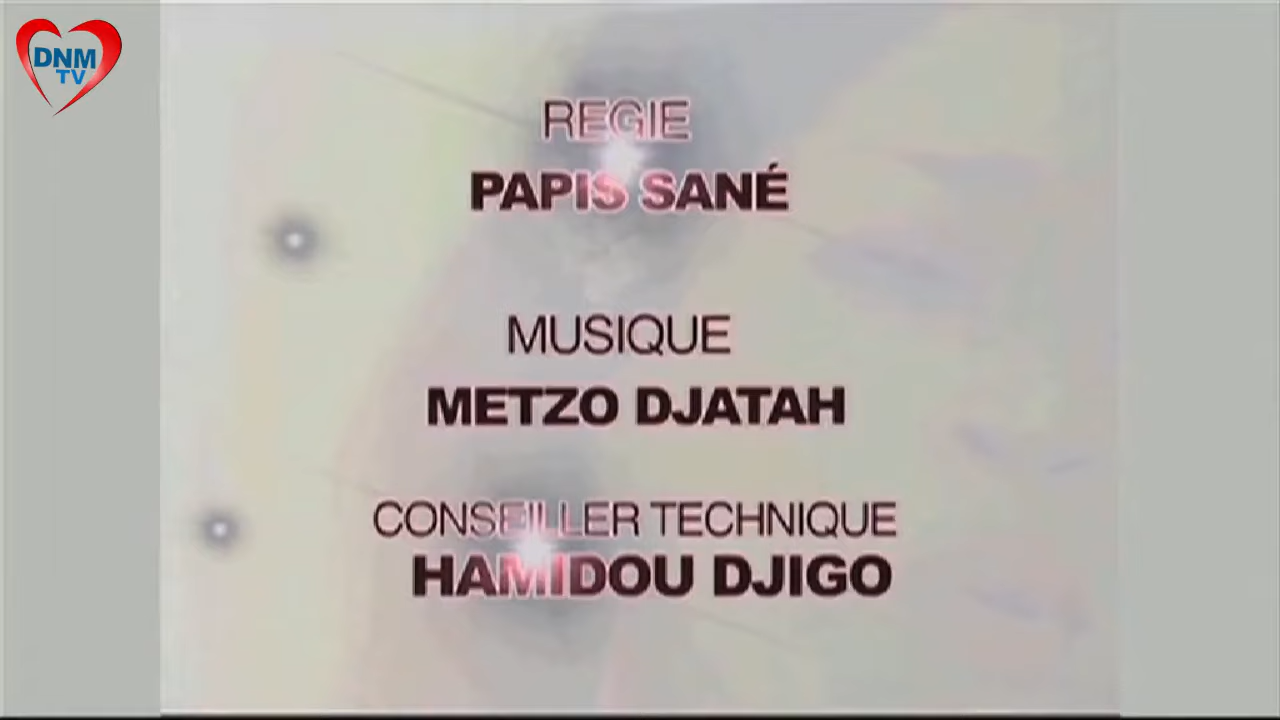 DNM
TV
REGIE
PAPIS SANÉ
MUSIQUE
METZO DJATAH
CONSEILLER TECHNIQUE
HAMIDOU DJIGO